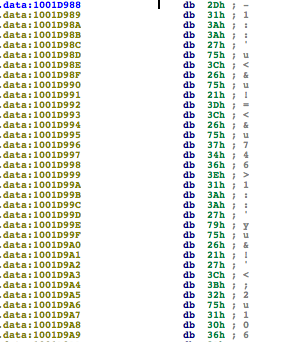 .data:1001D988 db 2Dh ; -
.data:1001D989 db 31h ; 1
.data:1001D98A db 3Ah ; :
.data:1001D98B db 3Ah ; :
.data:1001D98C db 27h ; '
.data:1001D98D db 75h ; u
.data:1001D98E db 3Ch ; <
.data:1001D98F db 26h ; &
.data:1001D990 db 75h ; u
.data:1001D991 db 21h ; !
.data:1001D992 db 3Dh ; =
.data:1001D993 db 3Ch ; <
.data:1001D994 db 26h ; &
.data:1001D995 db 75h ; u
.data:1001D996 db 37h ; 7
.data:1001D997 db 34h ; 4
.data:1001D998 db 36h ; 6
.data:1001D999 db 3Eh ; >
.data:1001D99A db 31h ; 1
.data:1001D99B db 3Ah ; :
.data:1001D99C db 3Ah ; :
.data:1001D99D db 27h ; '
.data:1001D99E db 79h ; y
.data:1001D99F db 75h ; u
.data:1001D9A0 db 26h ; &
.data:1001D9A1 db 21h ; !
.data:1001D9A2 db 27h ; '
.data:1001D9A3 db 3Ch ; <
.data:1001D9A4 db 3Bh ; ;
.data:1001D9A5 db 32h ; 2
.data:1001D9A6 db 75h ; u
.data:1001D9A7 db 31h ; 1
.data:1001D9A8 db 30h ; 0
.data:1001D9A9 db 36h ; 6